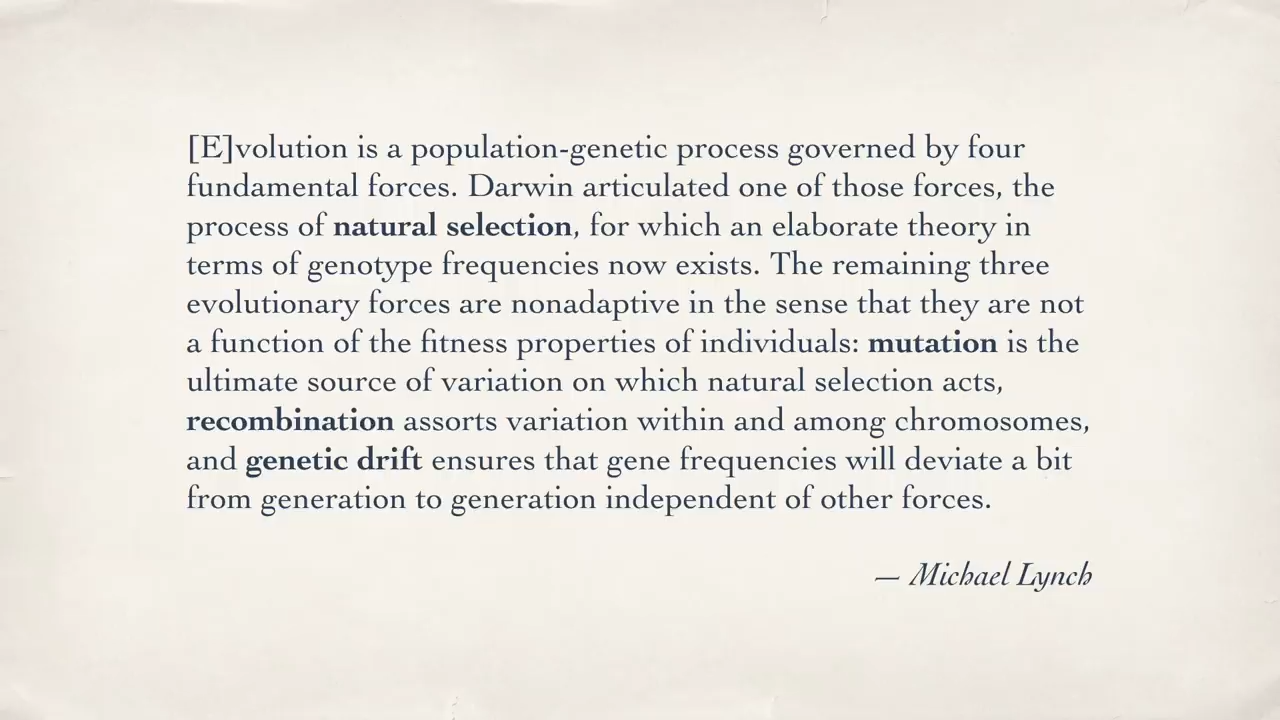 [E]volution is a population-genetic process governed by four
fundamental forces. Darwin articulated one of those forces, the
process of natural selection, for which an elaborate theory in
terms of genotype frequencies now exists. The remaining three
evolutionary forces are nonadaptive in the sense that they are not
a function of the fitness properties of individuals: mutation is the
ultimate source of variation on which natural selection acts,
recombination assorts variation within and among chromosomes,
and genetic drift ensures that gene frequencies will deviate a bit
from generation to generation independent of other forces.
— Michael Lynch